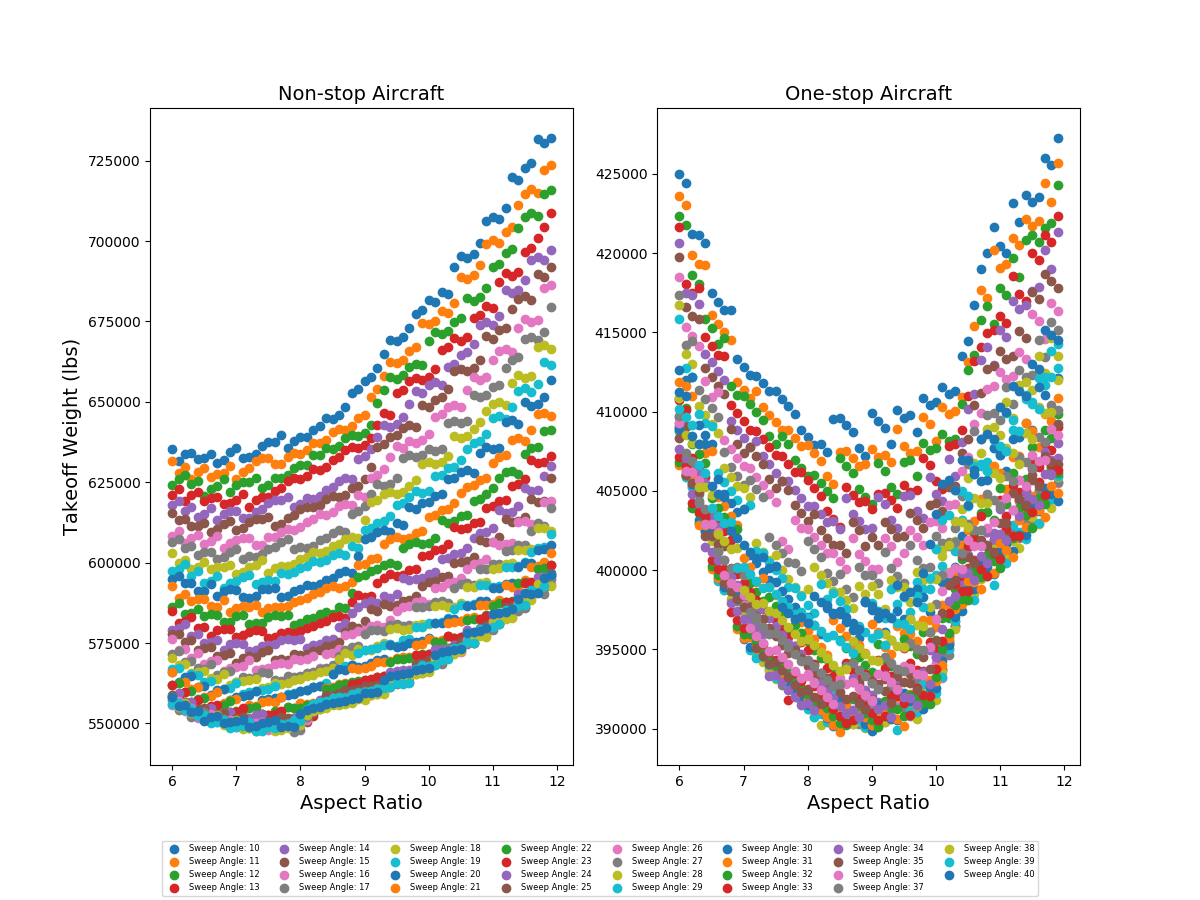 Non-stop Aircraft
One-stop Aircraft
Takeoff Weight (lbs)
725000
700000
675000
650000
625000
600000
575000
550000
6 7 8 9 10 11 12
Aspect Ratio
425000
420000
415000
410000
405000
400000
395000
390000
6 7 8 9 10 11 12
Aspect Ratio
Sweep Angle: 10 Sweep Angle: 14 Sweep Angle: 18 Sweep Angle: 22 Sweep Angle: 26 Sweep Angle: 30 Sweep Angle: 34 Sweep Angle: 38
Sweep Angle: 11 Sweep Angle: 15 Sweep Angle: 19 Sweep Angle: 23 Sweep Angle: 27 Sweep Angle: 31 Sweep Angle: 35 Sweep Angle: 39
Sweep Angle: 12 Sweep Angle: 16 Sweep Angle: 20 Sweep Angle: 24 Sweep Angle: 28 Sweep Angle: 32 Sweep Angle: 36 Sweep Angle: 40
Sweep Angle: 13 Sweep Angle: 17 Sweep Angle: 21 Sweep Angle: 25 Sweep Angle: 29 Sweep Angle: 33 Sweep Angle: 37